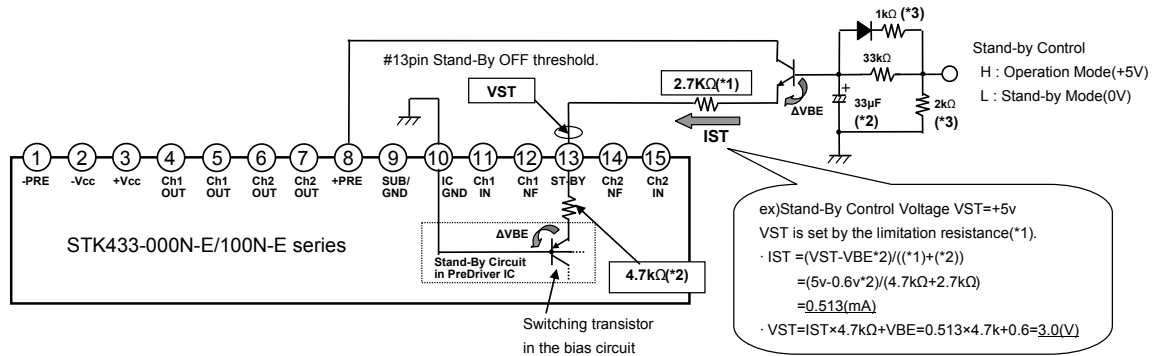 1kΩ (*3)
Stand-by Control
#13pin Stand-By OFF threshold.
33kΩ
H : Operation Mode(+5V)
2.7KΩ(*1)
L : Stand-by Mode(0V)
VST
ΔVBE
+
33μF
(*2)
2kΩ
(*3)
IST
1 2 3 4 5 6 7 8 9 10 11 12 13 14 15
-PRE
-Vcc
+Vcc
Ch1
OUT
Ch1
OUT
Ch2
OUT
Ch2
OUT
+PRE
SUB/
GND
IC
GND
Ch1
IN
Ch1
NF
ST-BY
Ch2
NF
Ch2
IN
ex)Stand-By Control Voltage VST=+5v
VST is set by the limitation resistance(*1).
· IST =(VST-VBE*2)/((*1)+(*2))
=(5v-0.6v*2)/(4.7kΩ+2.7kΩ)
=0.513(mA)
· VST=IST×4.7kΩ+VBE=0.513×4.7k+0.6=3.0(V)
STK433-000N-E/100N-E series
ΔVBE
Stand-By Circuit
in PreDriver IC
4.7kΩ(*2)
Switching transistor
in the bias circuit